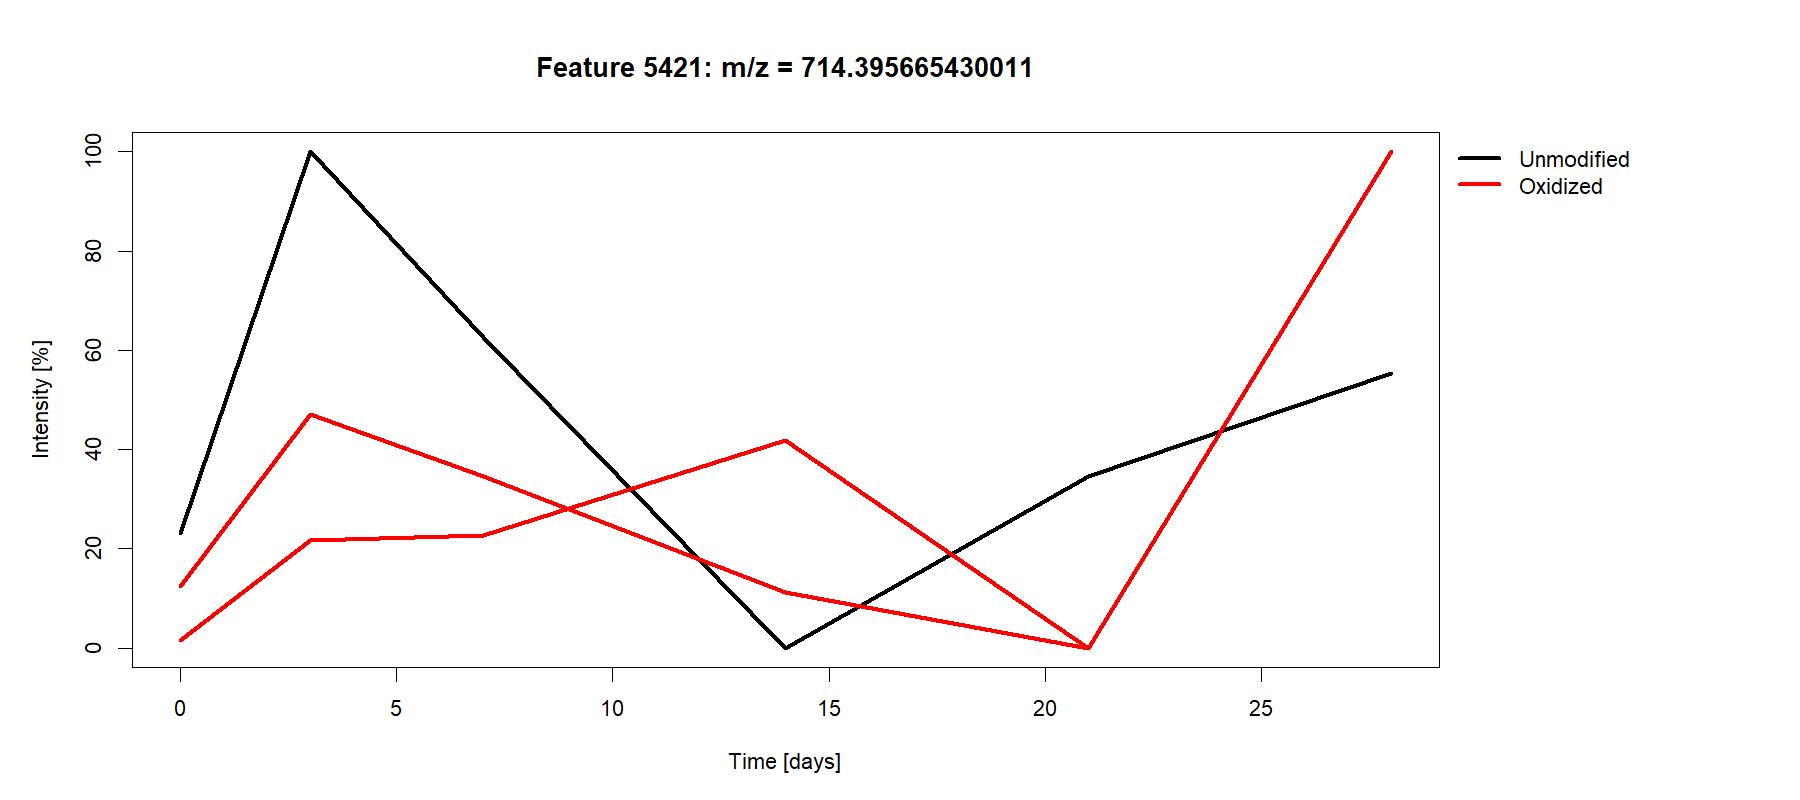 Feature 5421: m/z = 714.395665430011
Unmodified
Oxidized
100
80
60
40
20
0
Intensity [%]
0 5 10 15 20 25
Time [days]